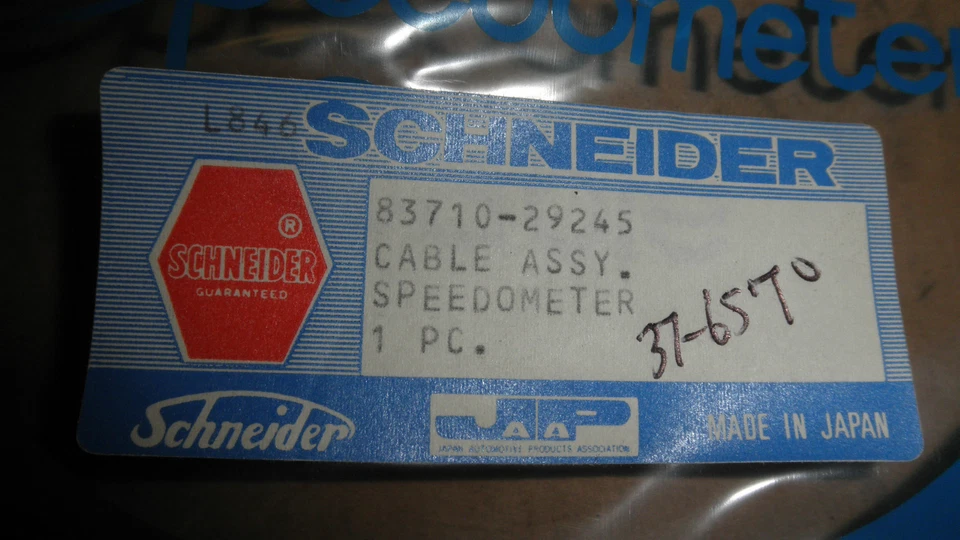 Speedometer
L846
SCHNEIDER
®
SCHNEIDER
GUARANTEED
83710-29245
CABLE ASSY.
SPEEDOMETER
1 PC.
37-6570
Schneider
JAAP
JAPAN AUTOMOTIVE PRODUCTS ASSOCIATION
MADE IN JAPAN